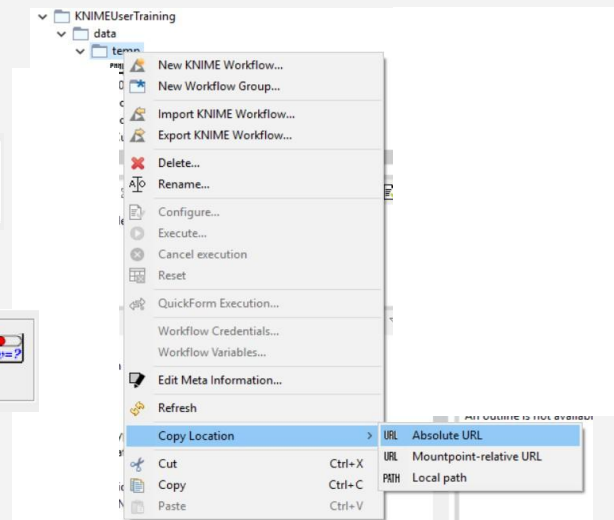 KNIMEUserTraining
data
temp
New KNIME Workflow...
New Workflow Group...
Import KNIME Workflow...
Export KNIME Workflow...
Delete...
Rename...
Configure...
Execute...
Cancel execution
Reset
QuickForm Execution...
Workflow Credentials...
Workflow Variables...
Edit Meta Information...
Refresh
Copy Location > URL Absolute URL
URL Mountpoint-relative URL
PATH Local path
Cut Ctrl+X
Copy Ctrl+C
Paste Ctrl+V
v=?
An outline is not availabl